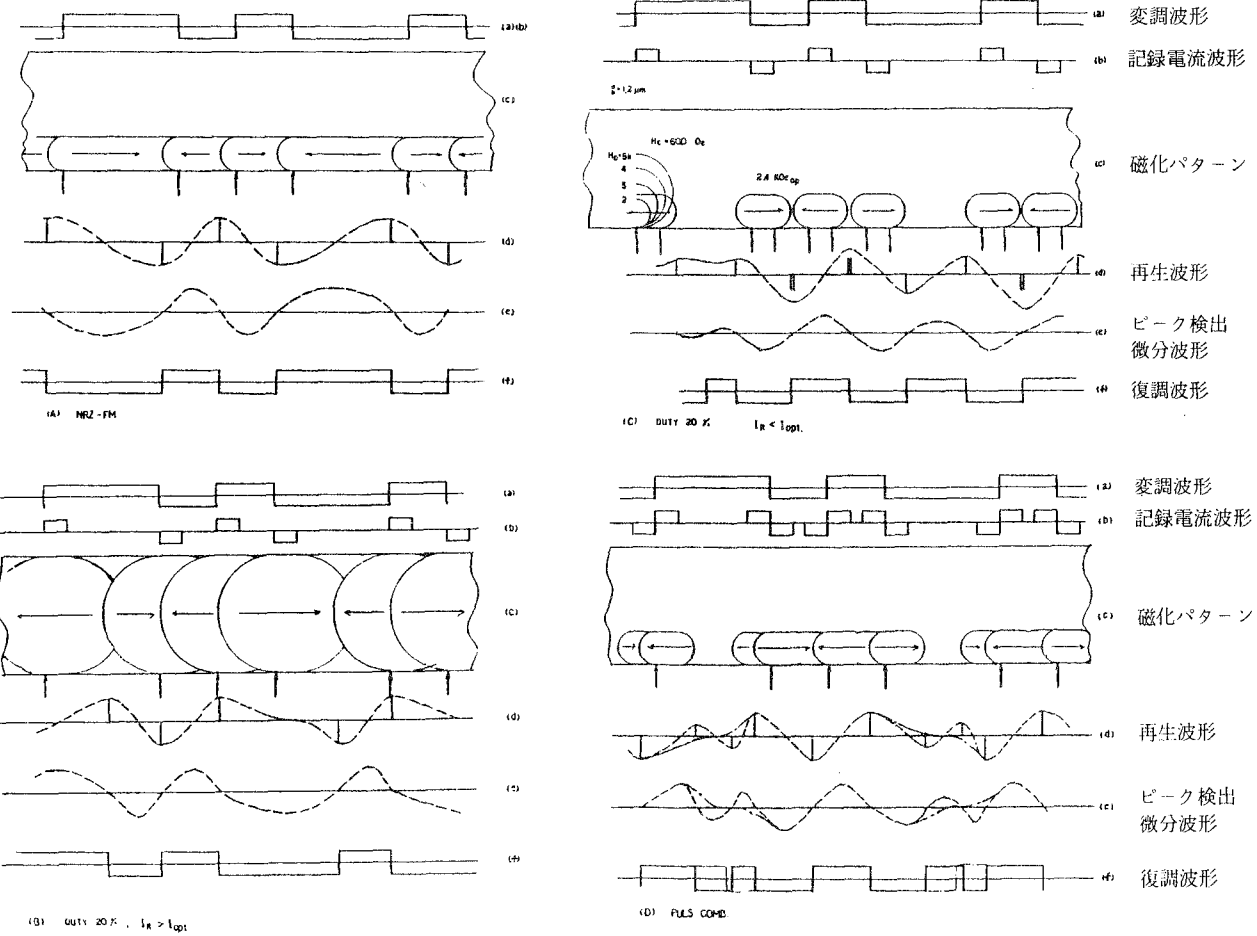 (a)(b)
(c)
(d)
(e)
(f)
(A) NRZ-FM
(a) 変調波形
(b) 記録電流波形
Hc=600 Oe
4
2
(c) 磁化パターン
(d) 再生波形
(e) ピーク検出
微分波形
(f) 復調波形
(C) DUTY 20 % IR < Iopt.
(a)
(b)
(c)
(d)
(f)
(B) DUTY 20 %, IR > Iopt
(a) 変調波形
(b) 記録電流波形
(c) 磁化パターン
(d) 再生波形
(e) ピーク検出
微分波形
(f) 復調波形
(D) PULS COMB.